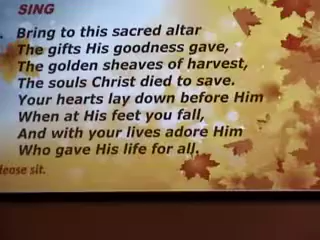 SING
Bring to this sacred altar
The gifts His goodness gave,
The golden sheaves of harvest,
The souls Christ died to save.
Your hearts lay down before Him
When at His feet you fall,
And with your lives adore Him
Who gave His life for all.
sit.